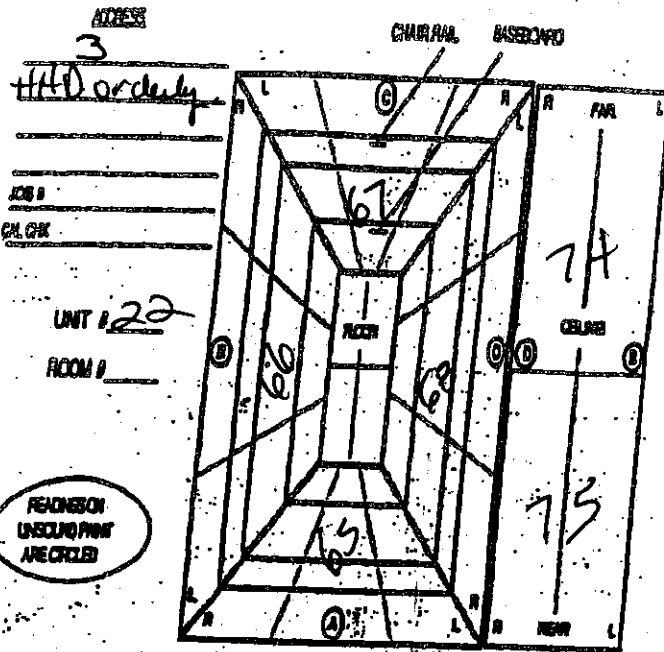 ADDRESS
3
HHD orderly
JOB #
CAL CHK
UNIT # 22
ROOM #
READINGS ON
UNSOUND PAINT
ARE CIRCLED
CHAIR RAIL
BASEBOARD
R L C R L
67
B 66 FLOOR 68 D
65
L R A L R
R FAR L
74
CEILING
D B
75
R NEAR L